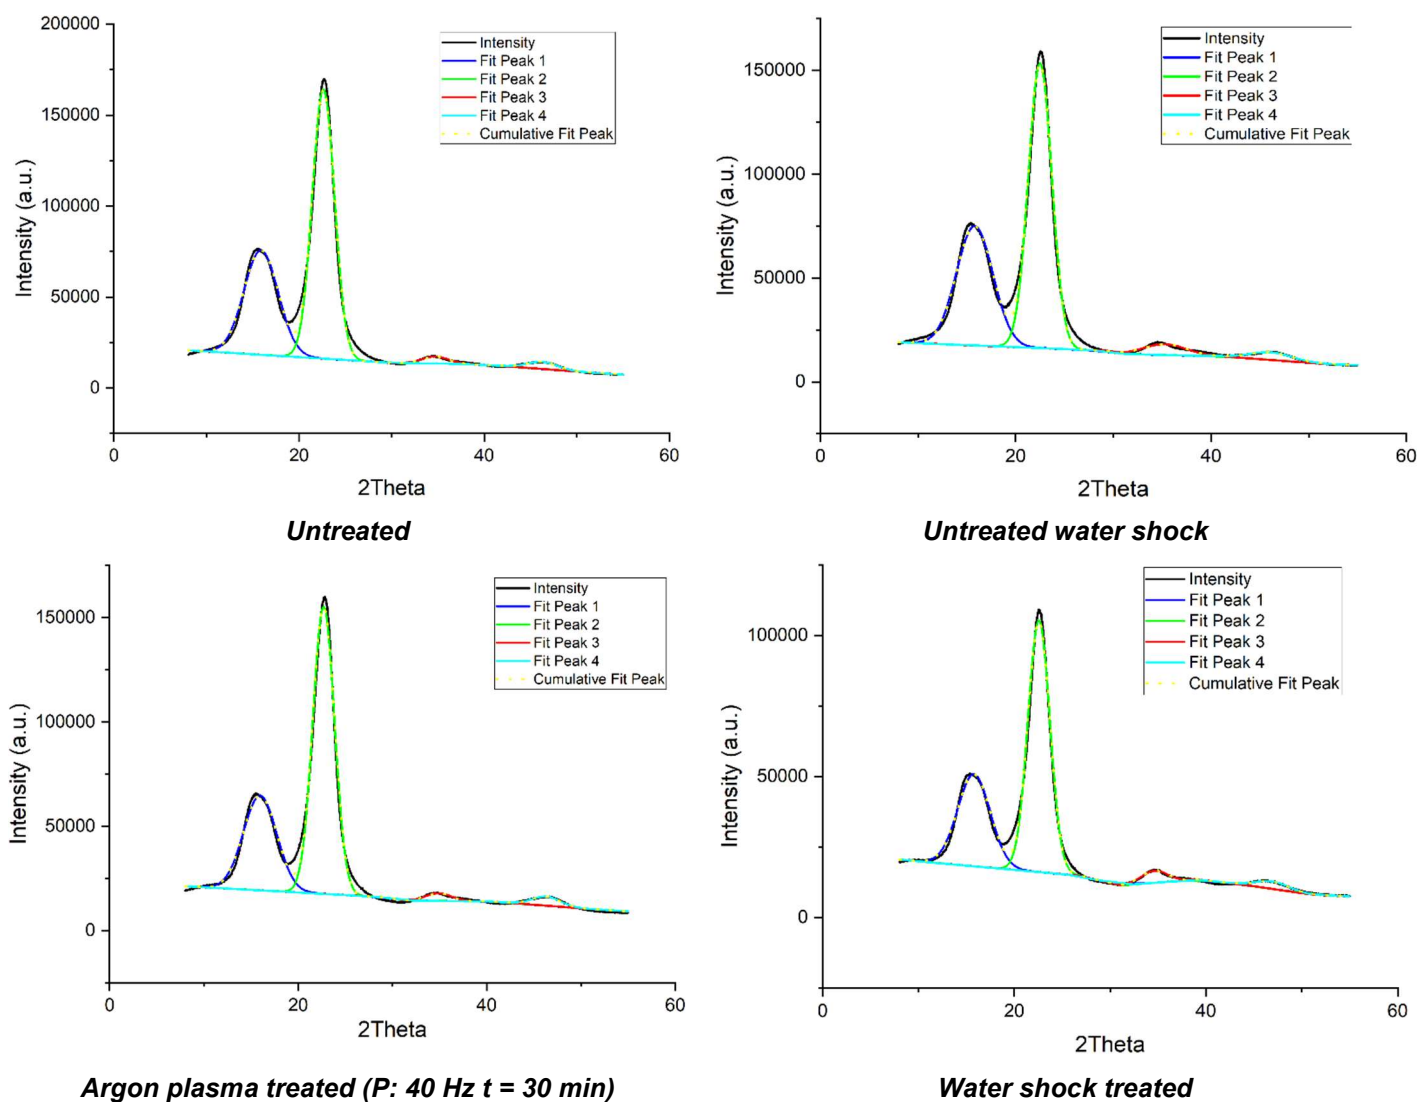 200000
150000
100000
50000
0
Intensity (a.u.)
Intensity
Fit Peak 1
Fit Peak 2
Fit Peak 3
Fit Peak 4
Cumulative Fit Peak
0
20
40
60
2Theta
Untreated
150000
100000
50000
0
Intensity (a.u.)
Intensity
Fit Peak 1
Fit Peak 2
Fit Peak 3
Fit Peak 4
Cumulative Fit Peak
0
20
40
60
2Theta
Untreated water shock
150000
100000
50000
0
Intensity (a.u.)
Intensity
Fit Peak 1
Fit Peak 2
Fit Peak 3
Fit Peak 4
Cumulative Fit Peak
0
20
40
60
2Theta
Argon plasma treated (P: 40 Hz t = 30 min)
100000
50000
0
Intensity (a.u.)
Intensity
Fit Peak 1
Fit Peak 2
Fit Peak 3
Fit Peak 4
Cumulative Fit Peak
0
20
40
60
2Theta
Water shock treated